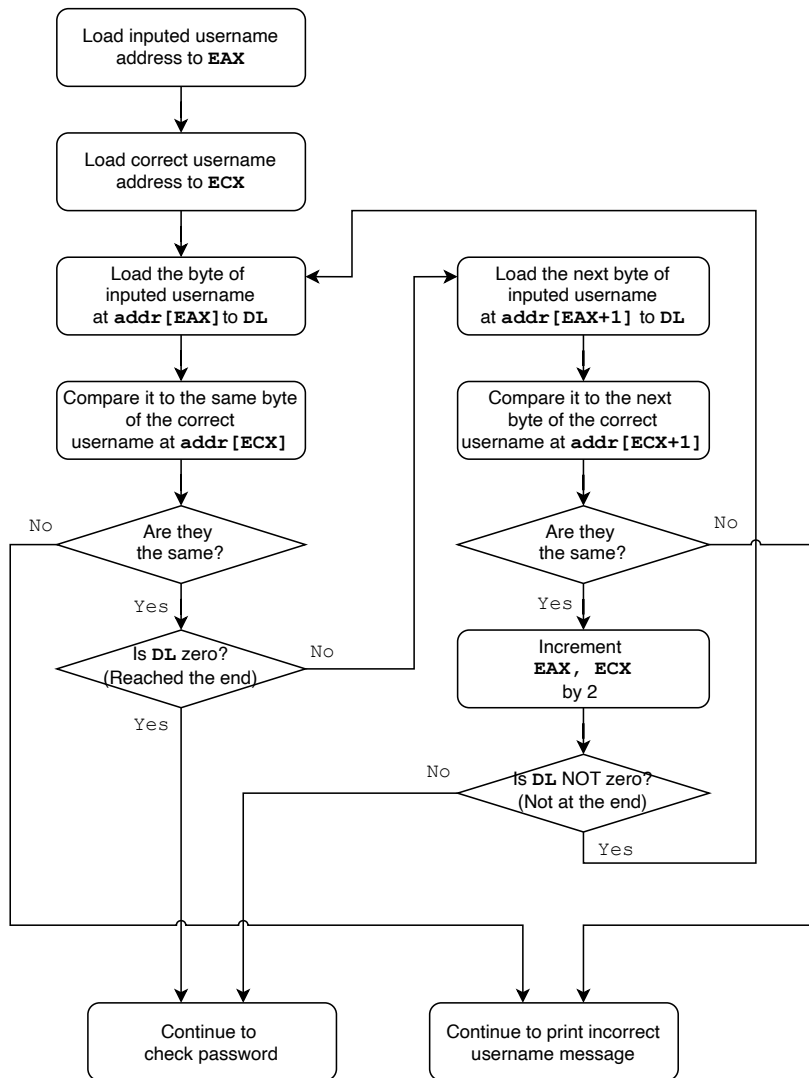 Load inputed username
address to EAX
Load correct username
address to ECX
Load the byte of
inputed username
at addr[EAX] to DL
Compare it to the same byte
of the correct
username at addr[ECX]
No
Are they
the same?
Yes
Is DL zero?
(Reached the end)
No
Yes
Load the next byte of
inputed username
at addr[EAX+1] to DL
Compare it to the next
byte of the correct
username at addr[ECX+1]
Are they
the same?
No
Yes
Increment
EAX, ECX
by 2
No
Is DL NOT zero?
(Not at the end)
Yes
Continue to
check password
Continue to print incorrect
username message